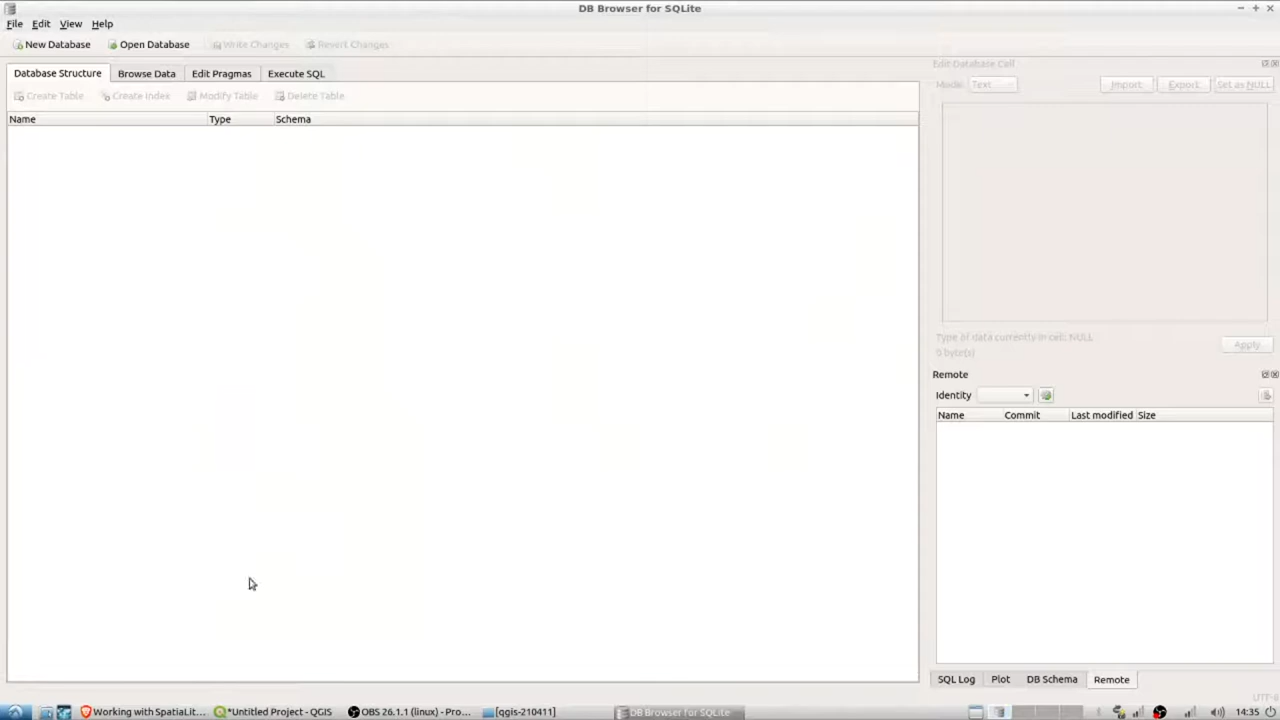 DB Browser for SQLite
File Edit View Help
New Database Open Database Write Changes Revert Changes
Database Structure Browse Data Edit Pragmas Execute SQL
Create Table Create Index Modify Table Delete Table
Name Type Schema
Edit Database Cell
Mode: Text Import Export Set as NULL
Type of data currently in cell: NULL
0 byte(s)
Apply
Remote
Identity
Name Commit Last modified Size
SQL Log Plot DB Schema Remote
UTF-8
Working with SpatiaLit... *Untitled Project - QGIS OBS 26.1.1 (linux) - Pro... [qgis-210411] DB Browser for SQLite 14:35